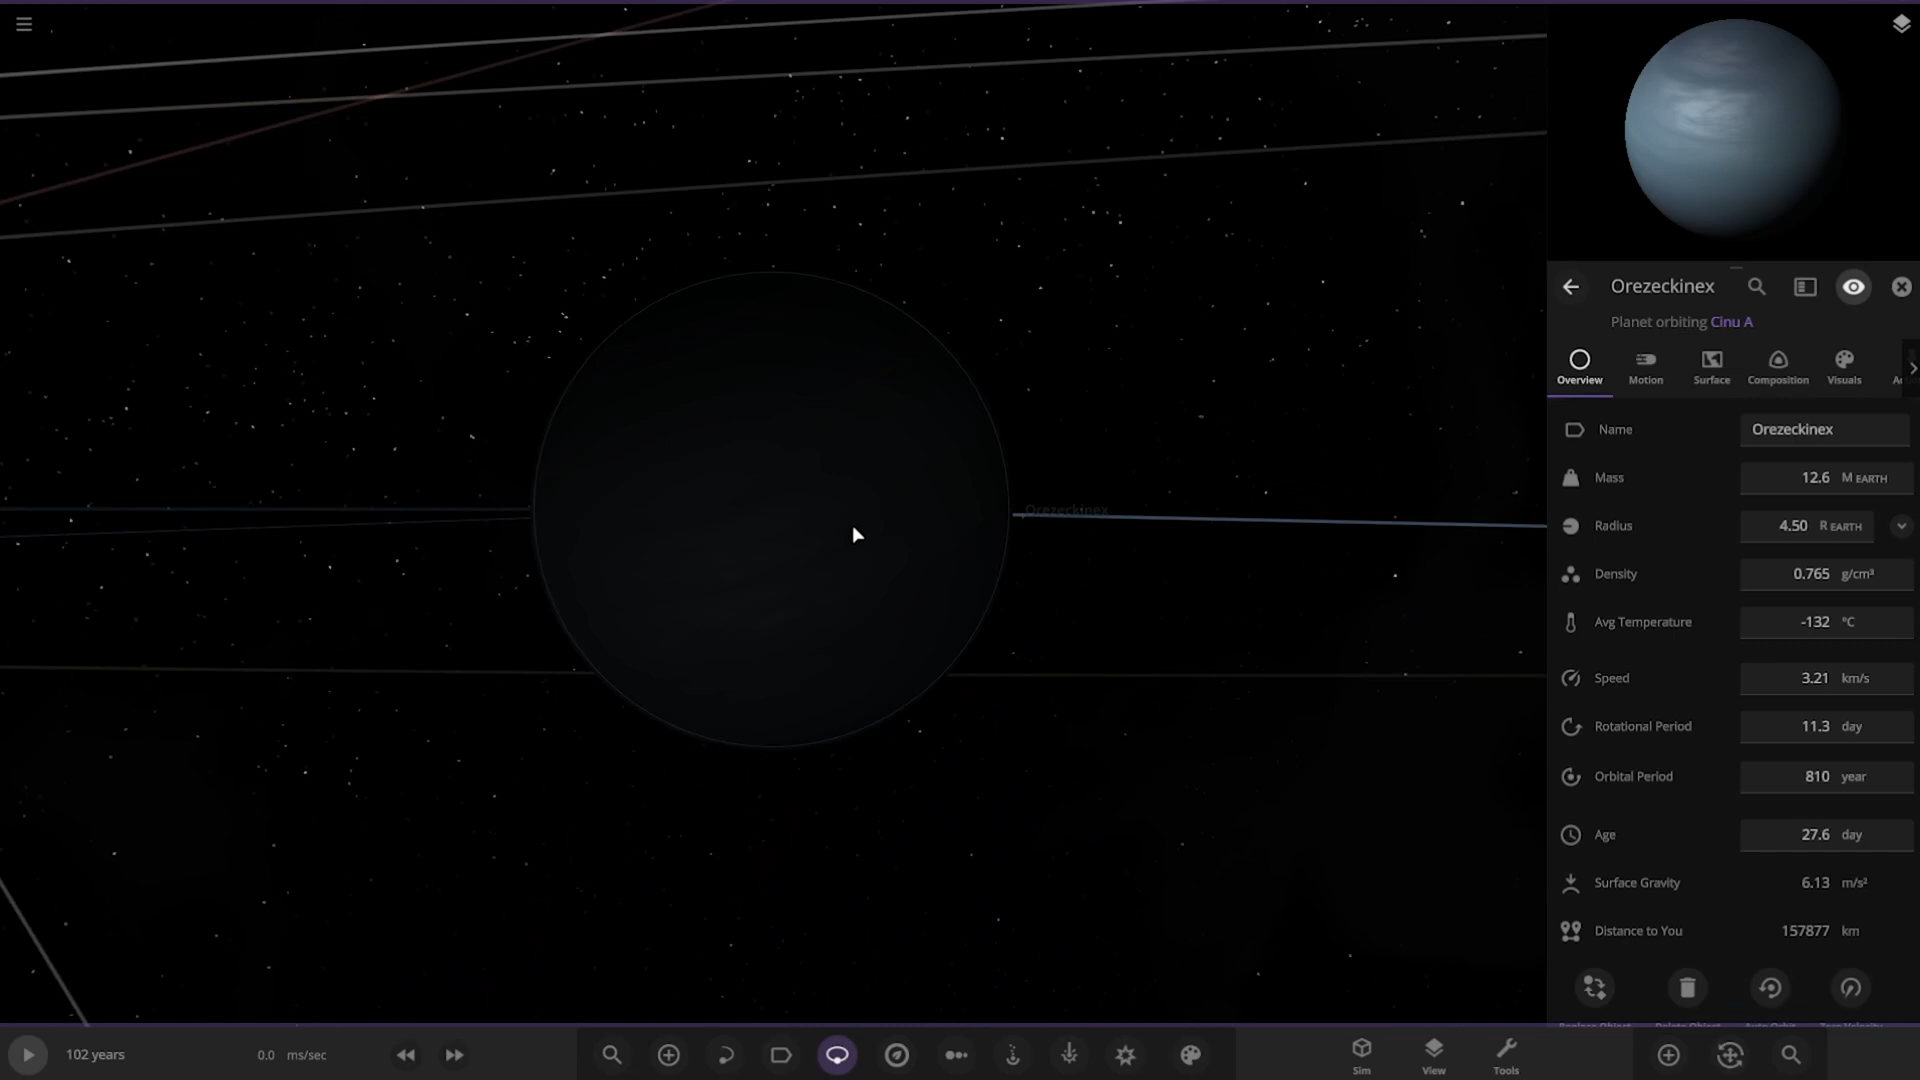 Orezeckinex
Planet orbiting Cinu A
Overview
Motion
Surface
Composition
Visuals
Name
Orezeckinex
Mass
12.6 M EARTH
Radius
4.50 R EARTH
Density
0.765 g/cm³
Avg Temperature
-132 °C
Speed
3.21 km/s
Rotational Period
11.3 day
Orbital Period
810 year
Age
27.6 day
Surface Gravity
6.13 m/s²
Distance to You
157877 km
Orezeckinex
102 years
0.0 ms/sec
Sim
View
Tools